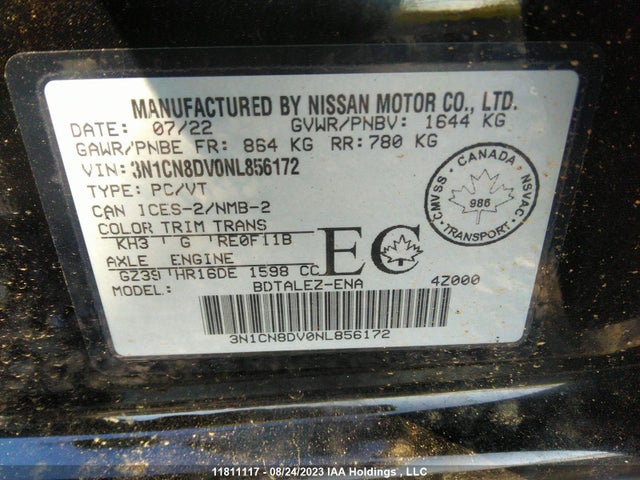 MANUFACTURED BY NISSAN MOTOR CO., LTD.
DATE: 07/22 GVWR/PNBV: 1644 KG
GAWR/PNBE FR: 864 KG RR:780 KG
VIN: 3N1CN8DV0NL856172
TYPE: PC/VT
CAN ICES-2/NMB-2
COLOR TRIM TRANS
KH3 G RE0F11B
AXLE ENGINE
GZ39 HR16DE 1598 CC
EC
MODEL: BDTALEZ-ENA 4Z000
3N1CN8DV0NL856172
CANADA
CMVSS NSVAC
986
TRANSPORT
11811117 - 08/24/2023 IAA Holdings , LLC